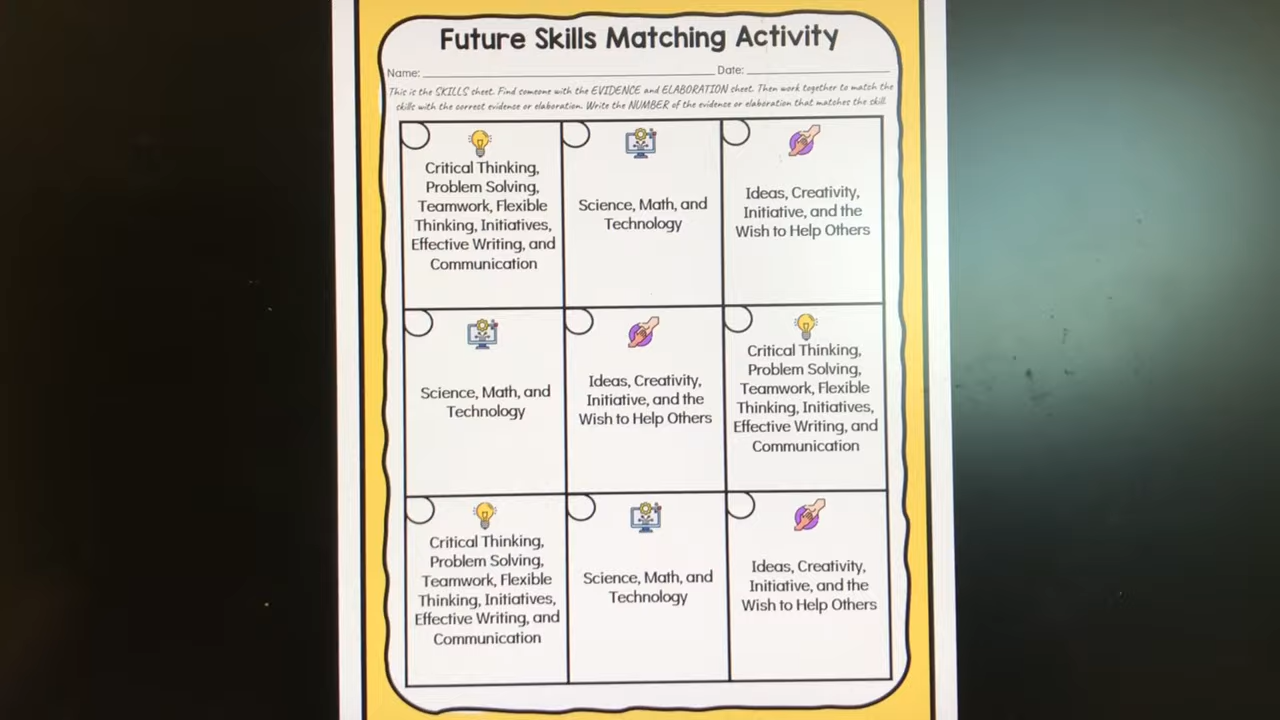 Future Skills Matching Activity
Name: Date:
This is the SKILLS sheet. Find someone with the EVIDENCE and ELABORATION sheet. Then work together to match the
skills with the correct evidence or elaboration. Write the NUMBER of the evidence or elaboration that matches the skill.
Critical Thinking,
Problem Solving,
Teamwork, Flexible
Thinking, Initiatives,
Effective Writing, and
Communication
Science, Math, and
Technology
Ideas, Creativity,
Initiative, and the
Wish to Help Others
Science, Math, and
Technology
Ideas, Creativity,
Initiative, and the
Wish to Help Others
Critical Thinking,
Problem Solving,
Teamwork, Flexible
Thinking, Initiatives,
Effective Writing, and
Communication
Critical Thinking,
Problem Solving,
Teamwork, Flexible
Thinking, Initiatives,
Effective Writing, and
Communication
Science, Math, and
Technology
Ideas, Creativity,
Initiative, and the
Wish to Help Others